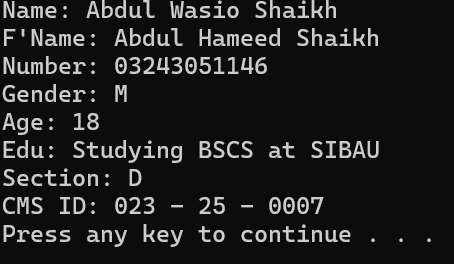 Name: Abdul Wasio Shaikh
F'Name: Abdul Hameed Shaikh
Number: 03243051146
Gender: M
Age: 18
Edu: Studying BSCS at SIBAU
Section: D
CMS ID: 023 - 25 - 0007
Press any key to continue . . .